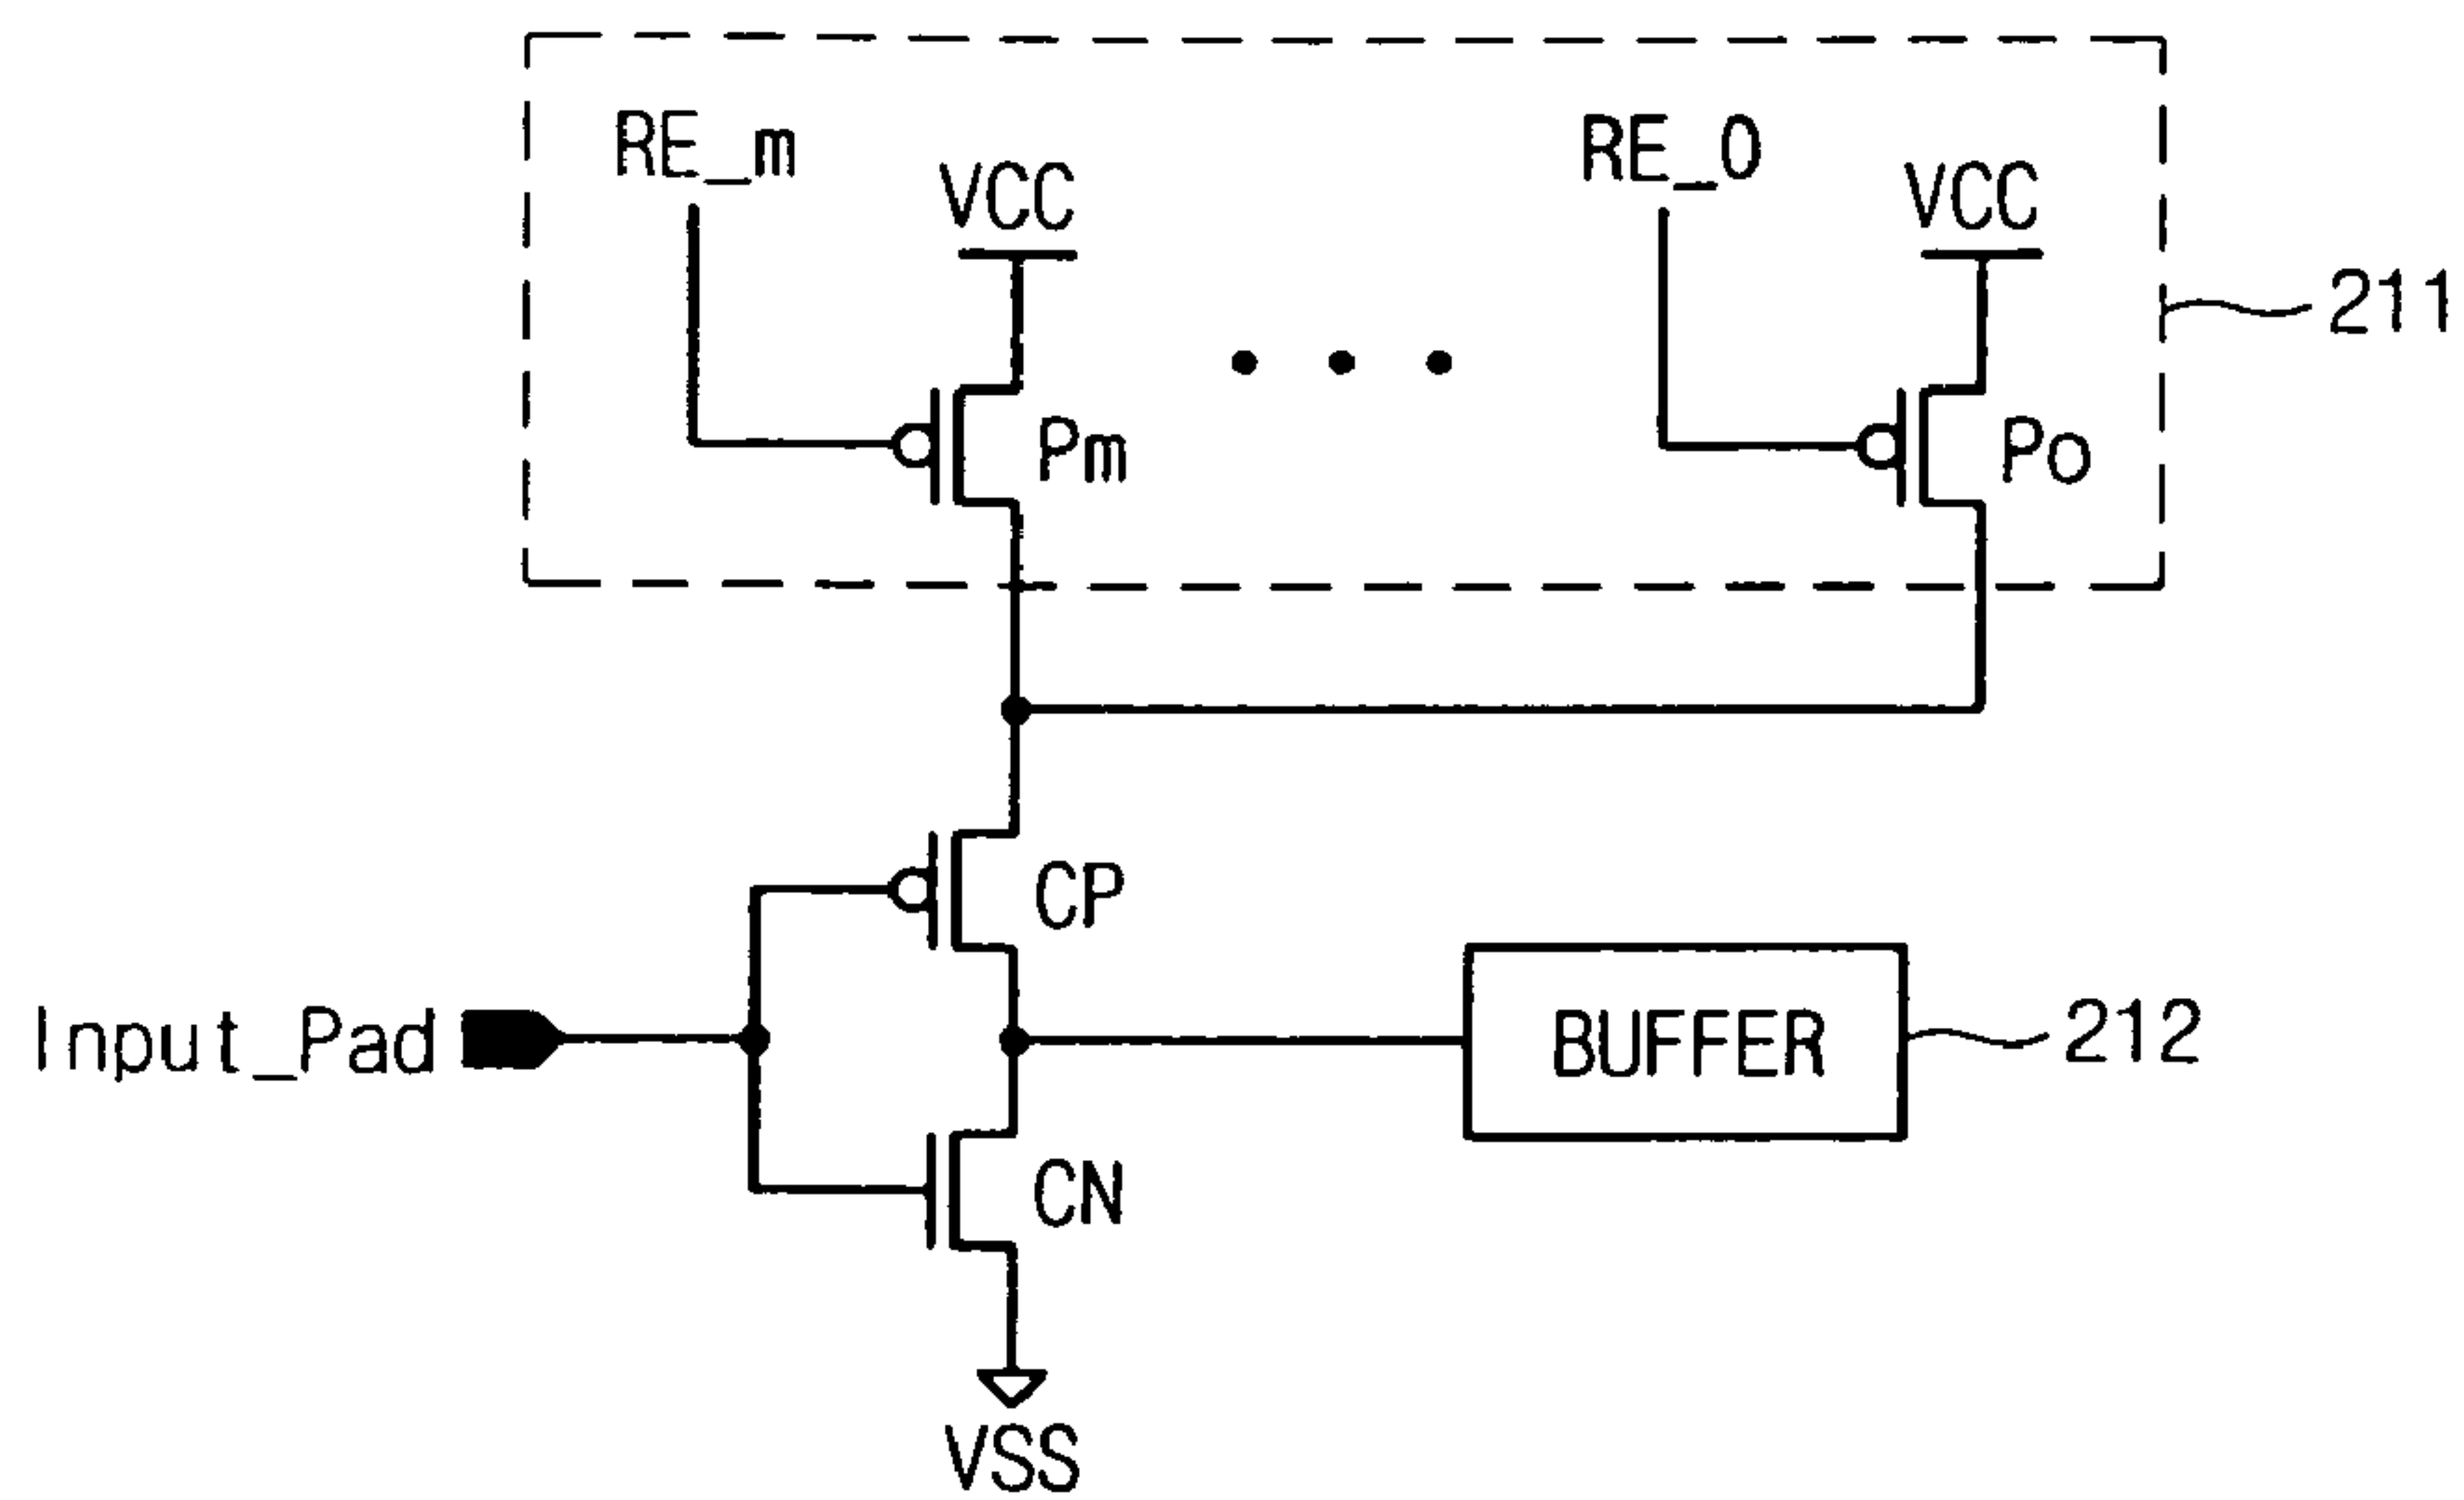 RE_m
VCC
RE_0
VCC
211
Pm
Po
CP
Input_Pad
BUFFER
212
CN
VSS